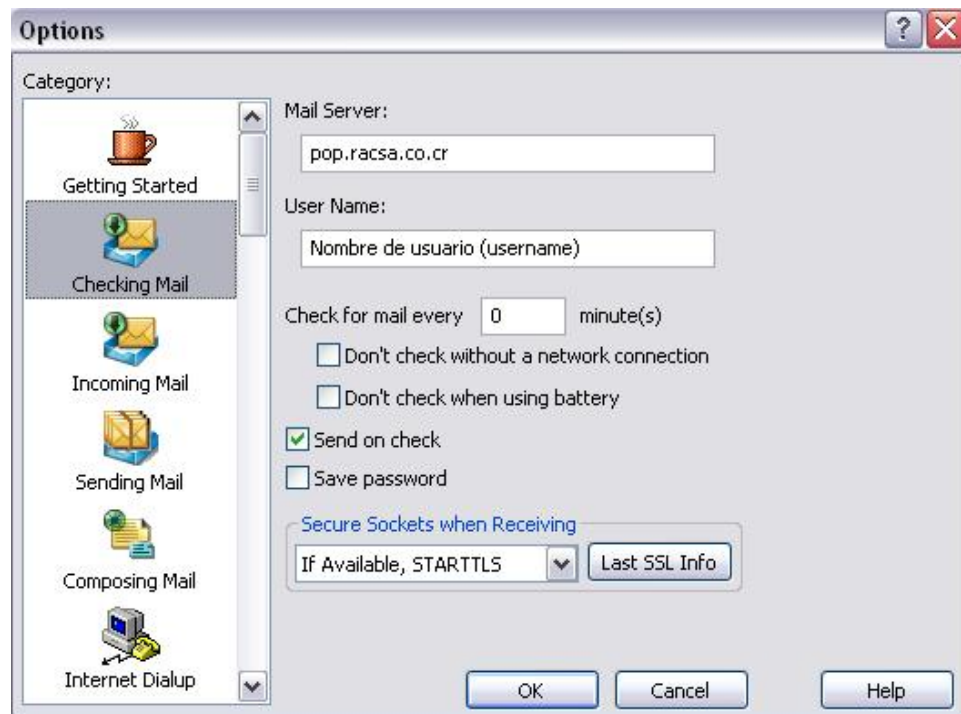 Options
Category:
Getting Started
Checking Mail
Incoming Mail
Sending Mail
Composing Mail
Internet Dialup
Mail Server:
pop.racsa.co.cr
User Name:
Nombre de usuario (username)
Check for mail every 0 minute(s)
Don't check without a network connection
Don't check when using battery
Send on check
Save password
Secure Sockets when Receiving
If Available, STARTTLS Last SSL Info
OK Cancel Help